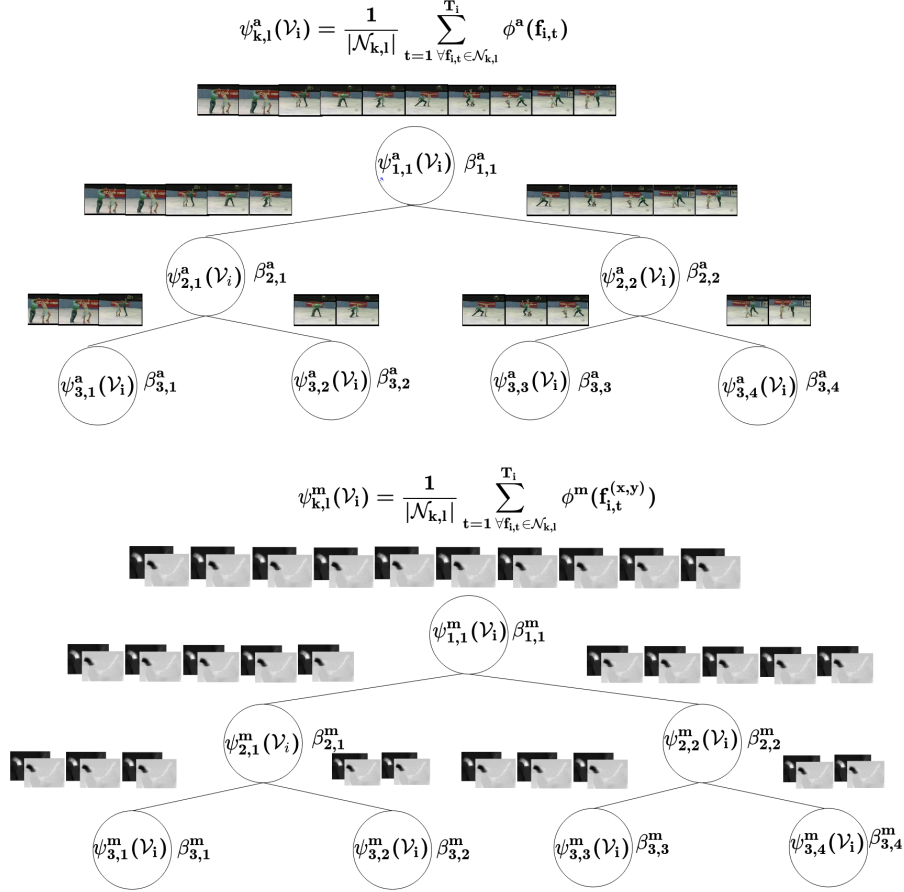 ψ^a_{k,l}(𝒱_i) = 1/|𝒩_{k,l}| ∑^{T_i}_{t=1 ∀f_{i,t}∈𝒩_{k,l}} ϕ^a(f_{i,t})
ψ^a_{1,1}(𝒱_i) β^a_{1,1}
ψ^a_{2,1}(𝒱_i) β^a_{2,1} ψ^a_{2,2}(𝒱_i) β^a_{2,2}
ψ^a_{3,1}(𝒱_i) β^a_{3,1} ψ^a_{3,2}(𝒱_i) β^a_{3,2} ψ^a_{3,3}(𝒱_i) β^a_{3,3} ψ^a_{3,4}(𝒱_i) β^a_{3,4}
ψ^m_{k,l}(𝒱_i) = 1/|𝒩_{k,l}| ∑^{T_i}_{t=1 ∀f_{i,t}∈𝒩_{k,l}} ϕ^m(f^{(x,y)}_{i,t})
ψ^m_{1,1}(𝒱_i) β^m_{1,1}
ψ^m_{2,1}(𝒱_i) β^m_{2,1} ψ^m_{2,2}(𝒱_i) β^m_{2,2}
ψ^m_{3,1}(𝒱_i) β^m_{3,1} ψ^m_{3,2}(𝒱_i) β^m_{3,2} ψ^m_{3,3}(𝒱_i) β^m_{3,3} ψ^m_{3,4}(𝒱_i) β^m_{3,4}